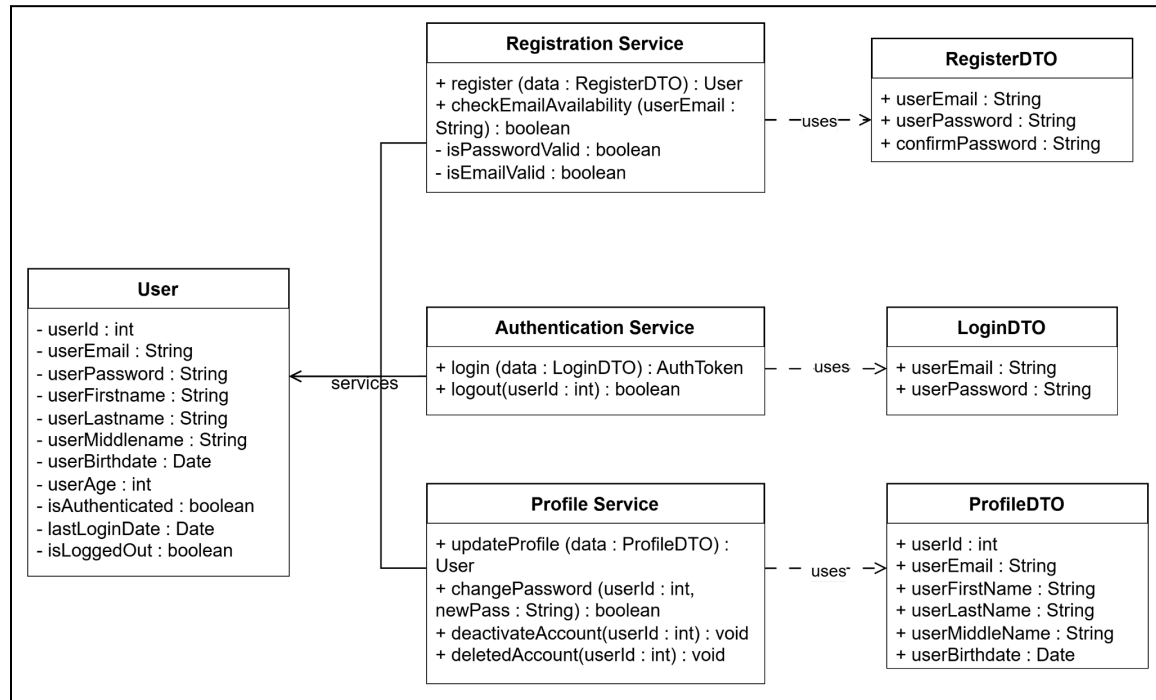 Registration Service
+ register (data : RegisterDTO) : User
+ checkEmailAvailability (userEmail :
String) : boolean
- isPasswordValid : boolean
- isEmailValid : boolean
uses
RegisterDTO
+ userEmail : String
+ userPassword : String
+ confirmPassword : String
User
- userId : int
- userEmail : String
- userPassword : String
- userFirstname : String
- userLastname : String
- userMiddlename : String
- userBirthdate : Date
- userAge : int
- isAuthenticated : boolean
- lastLoginDate : Date
- isLoggedOut : boolean
services
Authentication Service
+ login (data : LoginDTO) : AuthToken
+ logout(userId : int) : boolean
uses
LoginDTO
+ userEmail : String
+ userPassword : String
Profile Service
+ updateProfile (data : ProfileDTO) :
User
+ changePassword (userId : int,
newPass : String) : boolean
+ deactivateAccount(userId : int) : void
+ deletedAccount(userId : int) : void
uses
ProfileDTO
+ userId : int
+ userEmail : String
+ userFirstName : String
+ userLastName : String
+ userMiddleName : String
+ userBirthdate : Date